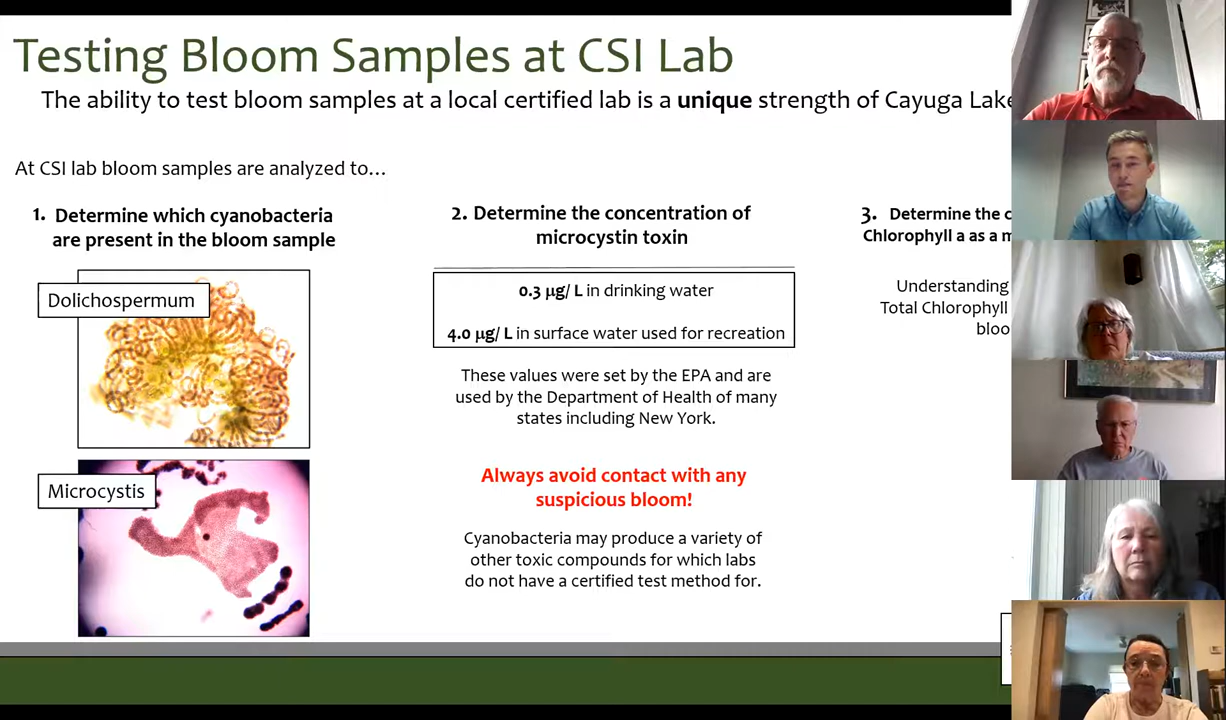 Testing Bloom Samples at CSI Lab
The ability to test bloom samples at a local certified lab is a unique strength of Cayuga Lake
At CSI lab bloom samples are analyzed to…
1. Determine which cyanobacteria
are present in the bloom sample
Dolichospermum
Microcystis
2. Determine the concentration of
microcystin toxin
0.3 µg/ L in drinking water
4.0 µg/ L in surface water used for recreation
These values were set by the EPA and are
used by the Department of Health of many
states including New York.
Always avoid contact with any
suspicious bloom!
Cyanobacteria may produce a variety of
other toxic compounds for which labs
do not have a certified test method for.
3. Determine the
Chlorophyll a as a
Understanding
Total Chlorophyll